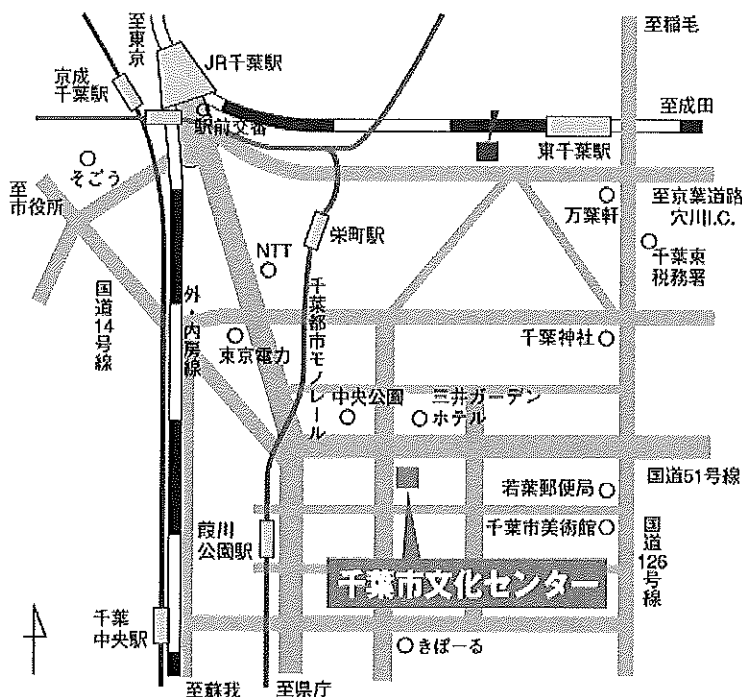 至東京
至稲毛
京成
千葉駅
JR千葉駅
至成田
駅前交番
東千葉駅
そごう
至
市役所
万葉軒
至京葉道路
穴川I.C.
栄町駅
NTT
千葉東
税務署
国道14号線
外・内房線
千葉都市モノレール
東京電力
千葉神社
中央公園
三井ガーデン
ホテル
国道51号線
若葉郵便局
葭川
公園駅
千葉市美術館
国道126号線
千葉市文化センター
千葉
中央駅
きぼーる
至蘇我
至県庁